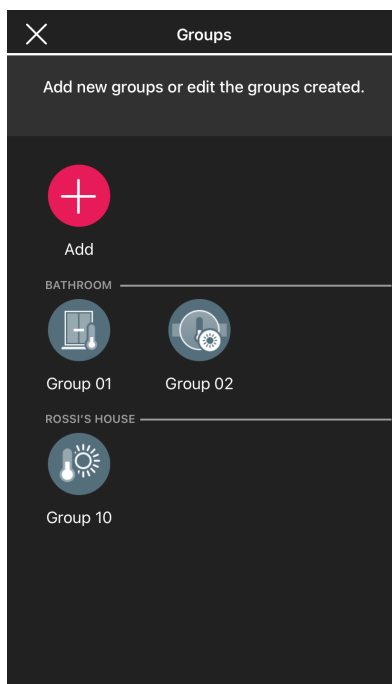 Groups
Add new groups or edit the groups created.
Add
BATHROOM
Group 01 Group 02
ROSSI'S HOUSE
Group 10